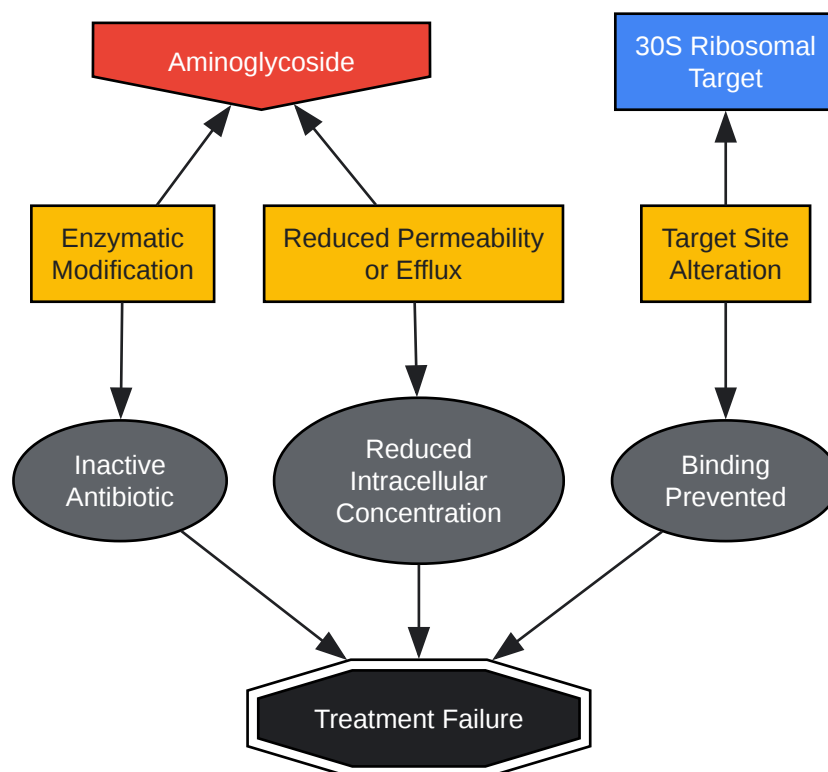 Aminoglycoside
30S Ribosomal
Target
Enzymatic
Modification
Reduced Permeability
or Efflux
Target Site
Alteration
Inactive
Antibiotic
Reduced
Intracellular
Concentration
Binding
Prevented
Treatment Failure